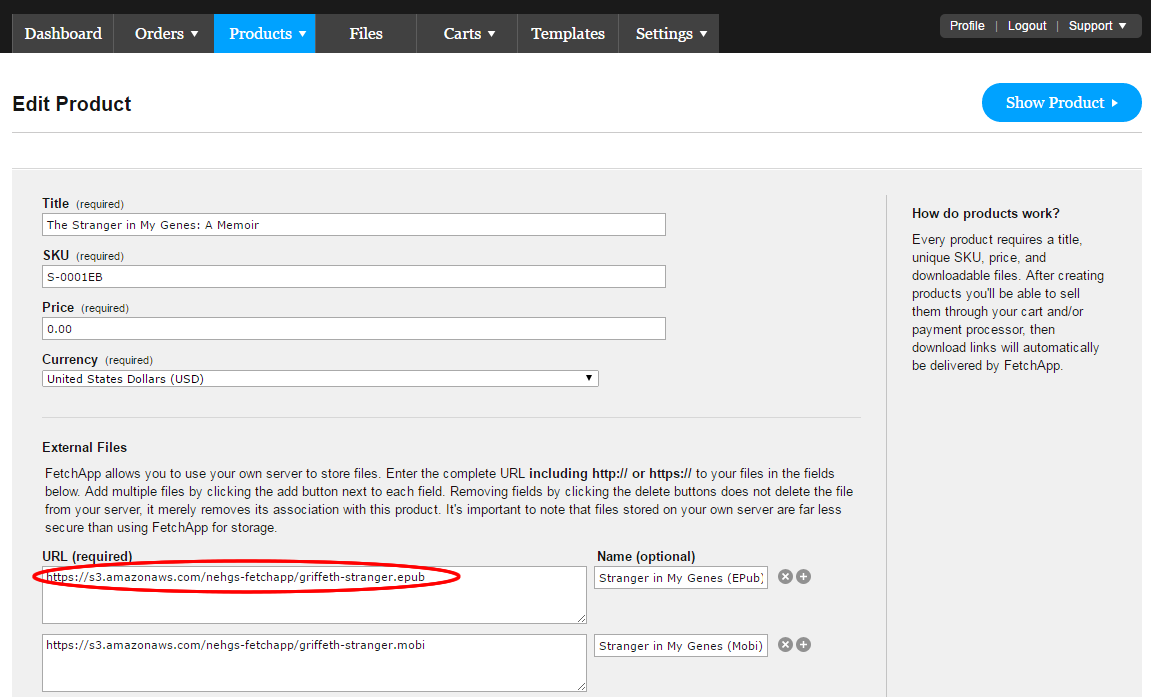 Dashboard Orders ▼ Products ▼ Files Carts ▼ Templates Settings ▼ Profile | Logout | Support ▼
Edit Product
Show Product ▸
Title (required)
The Stranger in My Genes: A Memoir
SKU (required)
S-0001EB
Price (required)
0.00
Currency (required)
United States Dollars (USD)
External Files
FetchApp allows you to use your own server to store files. Enter the complete URL including http:// or https:// to your files in the fields
below. Add multiple files by clicking the add button next to each field. Removing fields by clicking the delete buttons does not delete the file
from your server, it merely removes its association with this product. It's important to note that files stored on your own server are far less
secure than using FetchApp for storage.
URL (required) Name (optional)
https://s3.amazonaws.com/nehgs-fetchapp/griffeth-stranger.epub Stranger in My Genes (EPub)
https://s3.amazonaws.com/nehgs-fetchapp/griffeth-stranger.mobi Stranger in My Genes (Mobi)
How do products work?
Every product requires a title,
unique SKU, price, and
downloadable files. After creating
products you'll be able to sell
them through your cart and/or
payment processor, then
download links will automatically
be delivered by FetchApp.